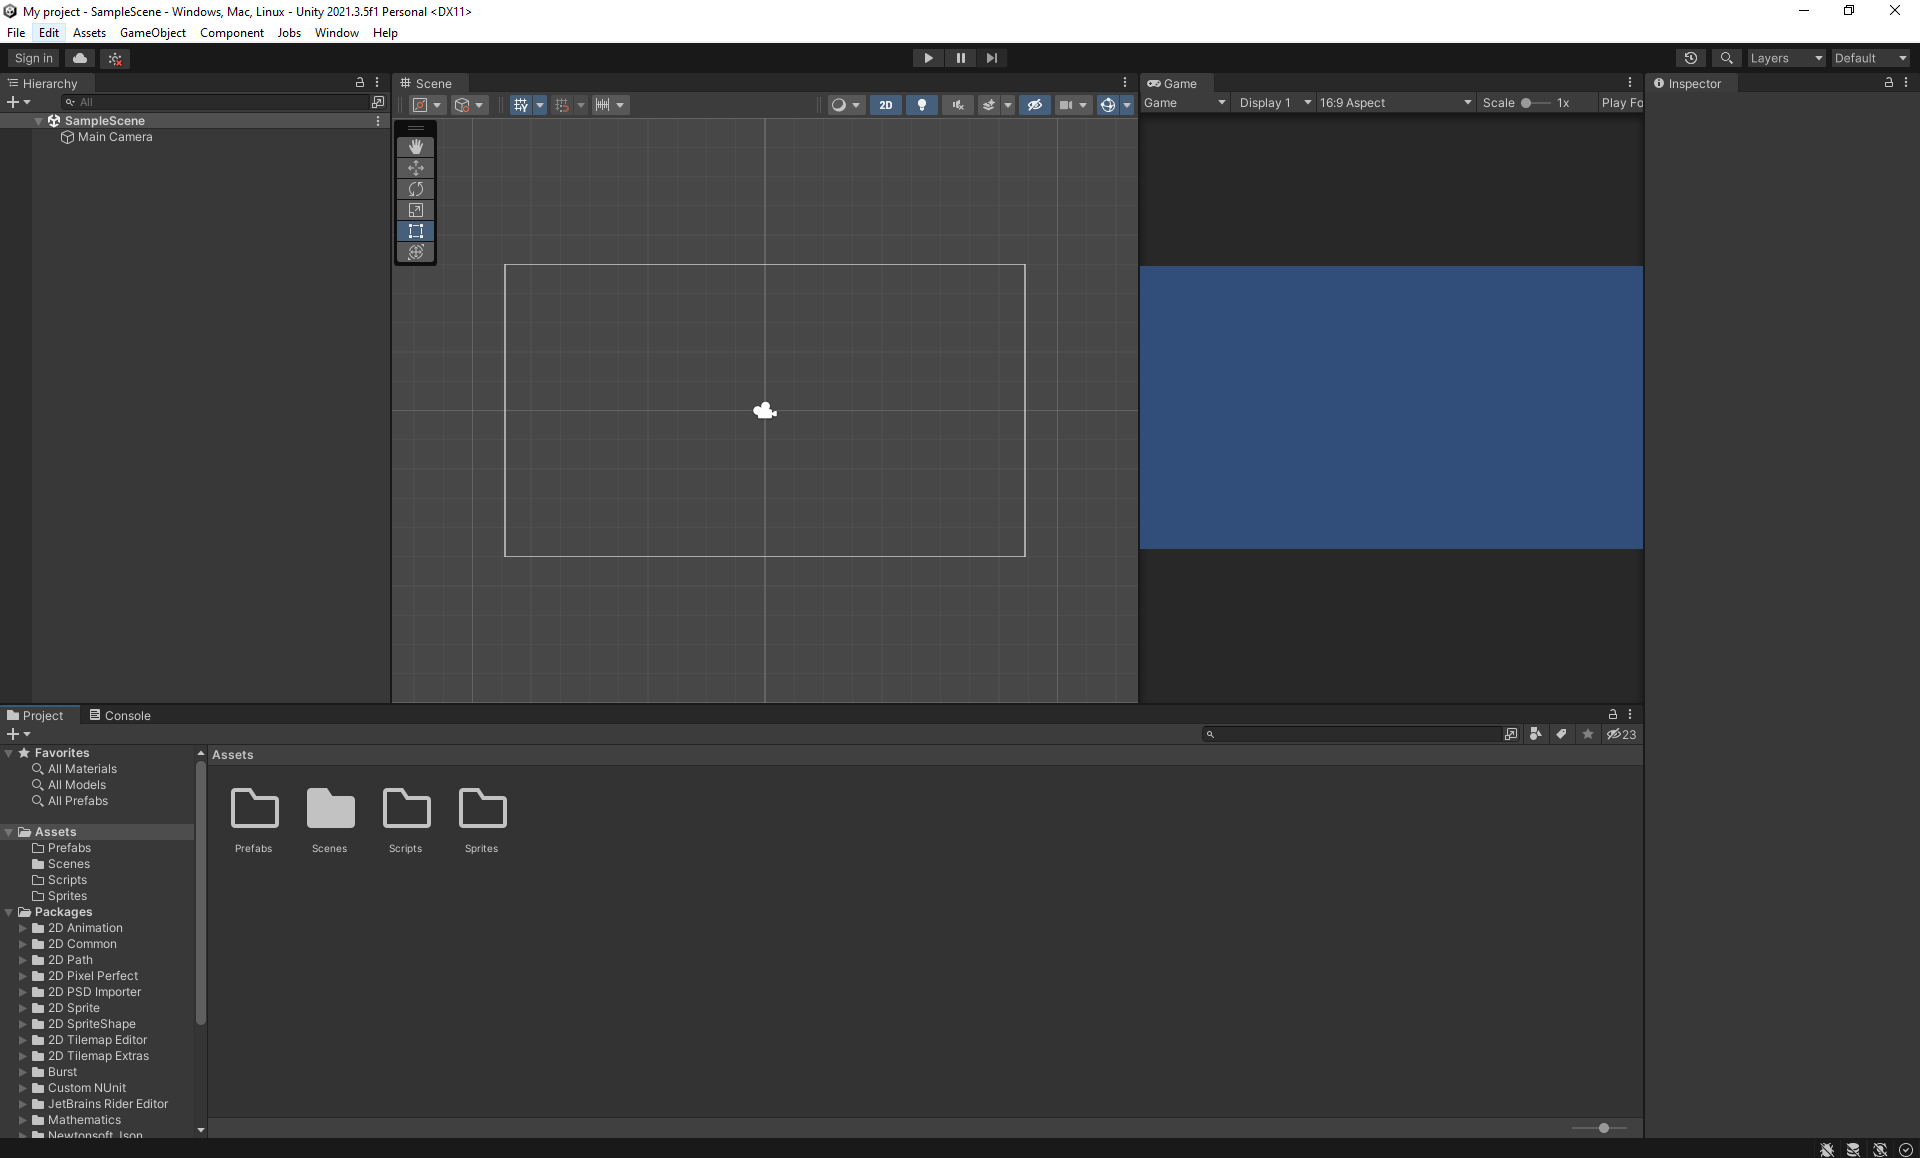 My project - SampleScene - Windows, Mac, Linux - Unity 2021.3.5f1 Personal <DX11>
File Edit Assets GameObject Component Jobs Window Help
Sign in
Layers
Default
Hierarchy
All
SampleScene
Main Camera
Scene
2D
Game
Game
Display 1
16:9 Aspect
Scale
1x
Play Fo
Inspector
Project
Console
23
Favorites
All Materials
All Models
All Prefabs
Assets
Prefabs
Scenes
Scripts
Sprites
Packages
2D Animation
2D Common
2D Path
2D Pixel Perfect
2D PSD Importer
2D Sprite
2D SpriteShape
2D Tilemap Editor
2D Tilemap Extras
Burst
Custom NUnit
JetBrains Rider Editor
Mathematics
Newtonsoft Json
Assets
Prefabs
Scenes
Scripts
Sprites